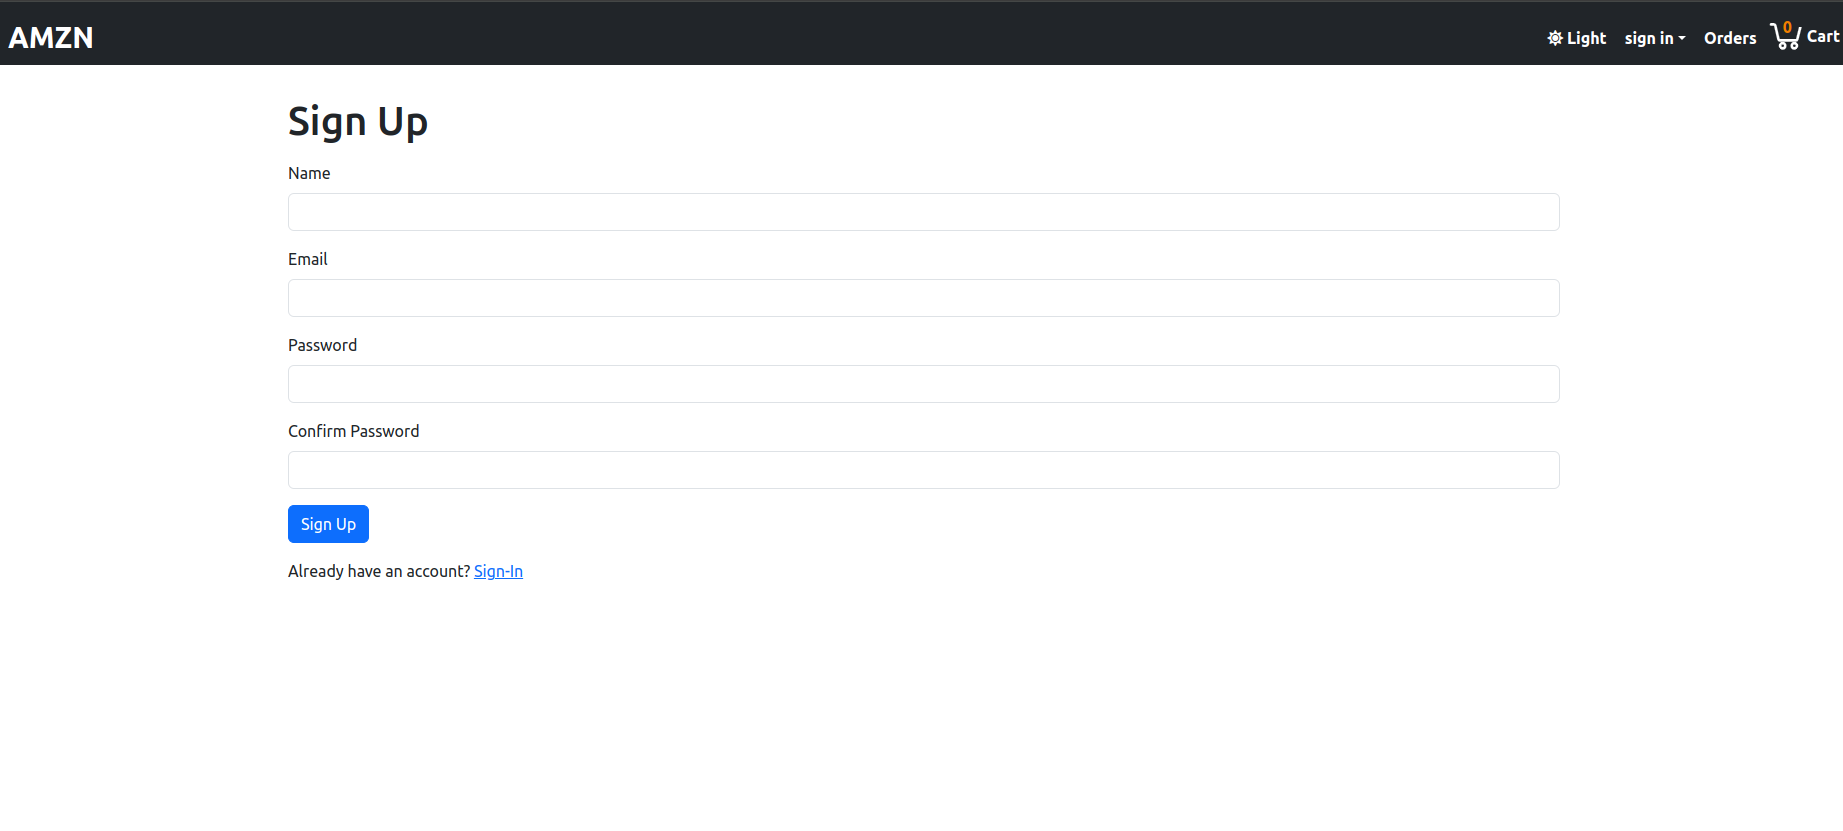 AMZN
Light sign in Orders 0 Cart
Sign Up
Name
Email
Password
Confirm Password
Sign Up
Already have an account? Sign-In